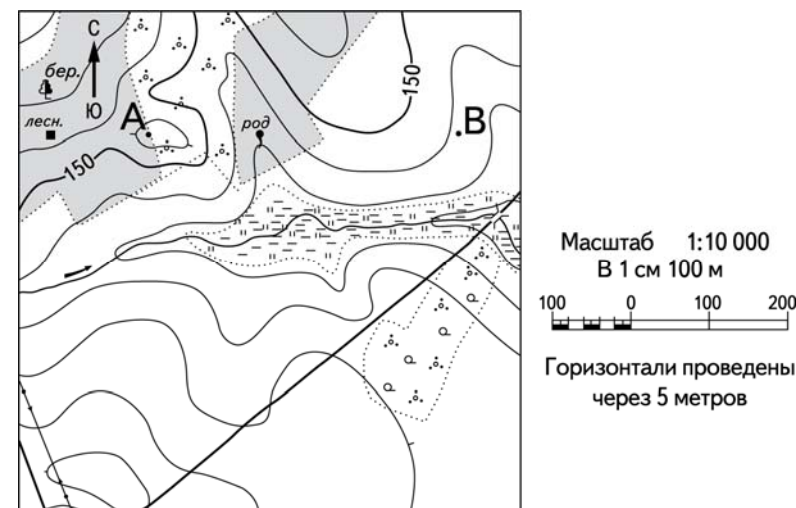 С
бер.
Ю
А
лесн.
род
В
150
150
Масштаб 1:10 000
В 1 см 100 м
100 0 100 200
Горизонтали проведены
через 5 метров